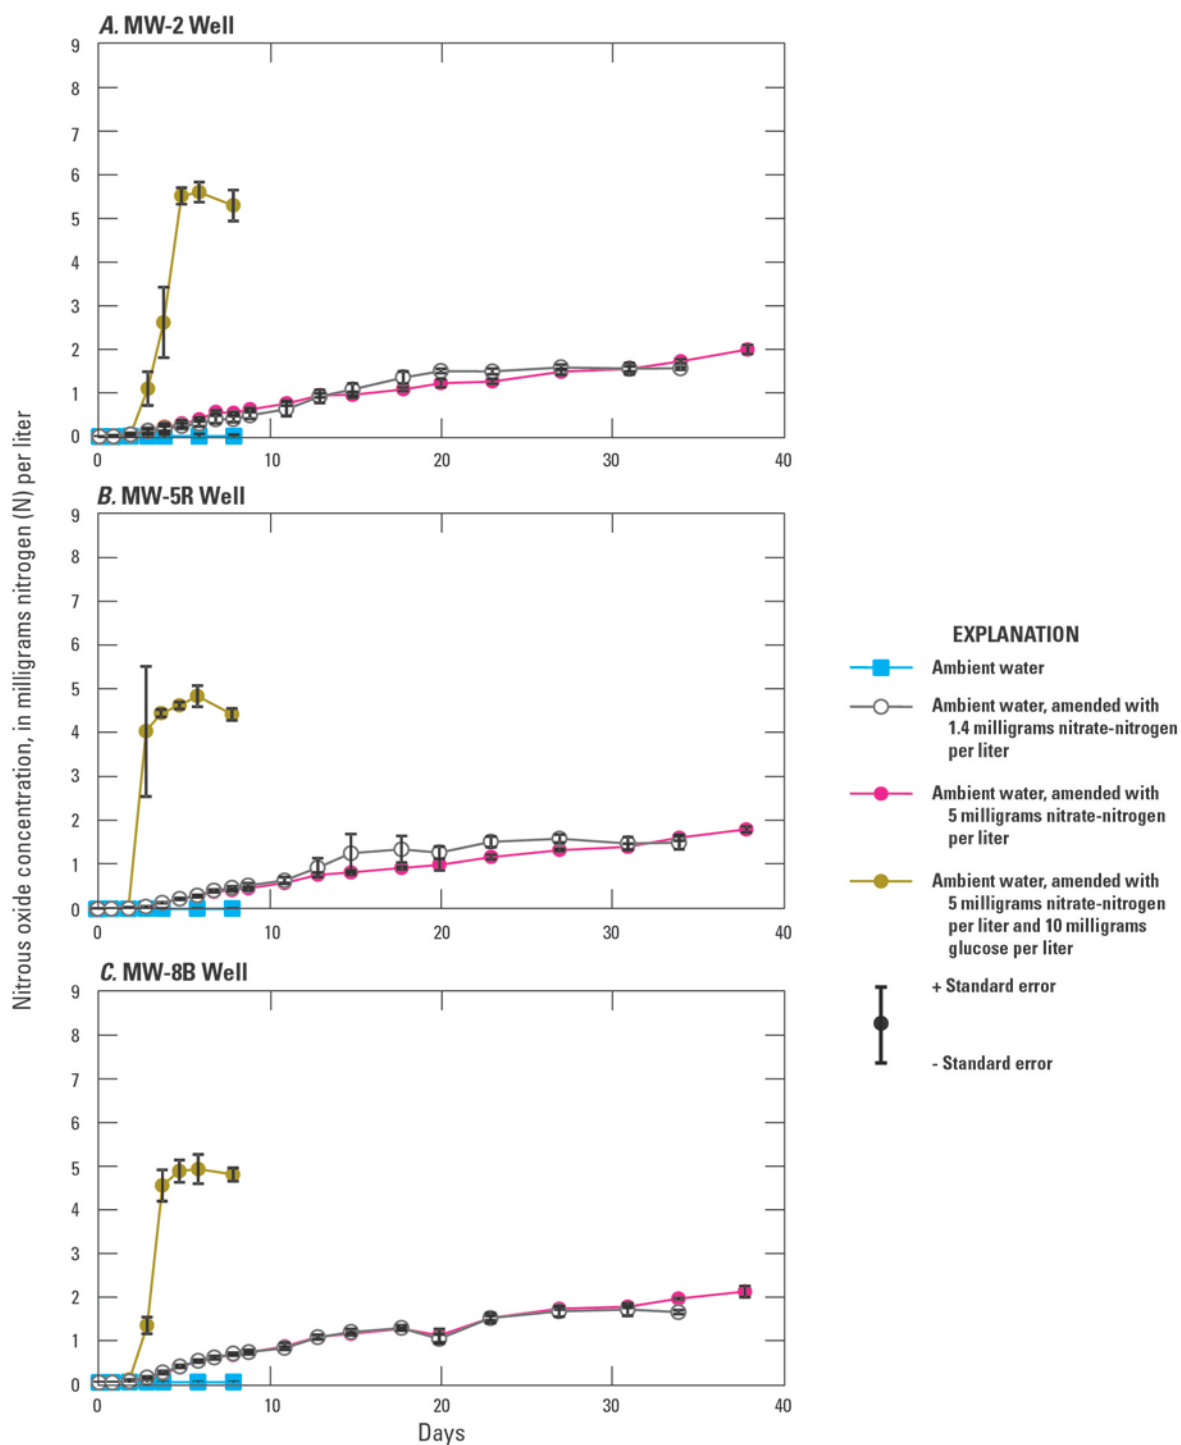 A. MW-2 Well
9
8
7
6
5
4
3
2
1
0
0 10 20 30 40
B. MW-5R Well
9
8
7
6
5
4
3
2
1
0
0 10 20 30 40
C. MW-8B Well
9
8
7
6
5
4
3
2
1
0
0 10 20 30 40
Days
Nitrous oxide concentration, in milligrams nitrogen (N) per liter
EXPLANATION
Ambient water
Ambient water, amended with
1.4 milligrams nitrate-nitrogen
per liter
Ambient water, amended with
5 milligrams nitrate-nitrogen
per liter
Ambient water, amended with
5 milligrams nitrate-nitrogen
per liter and 10 milligrams
glucose per liter
+ Standard error
- Standard error